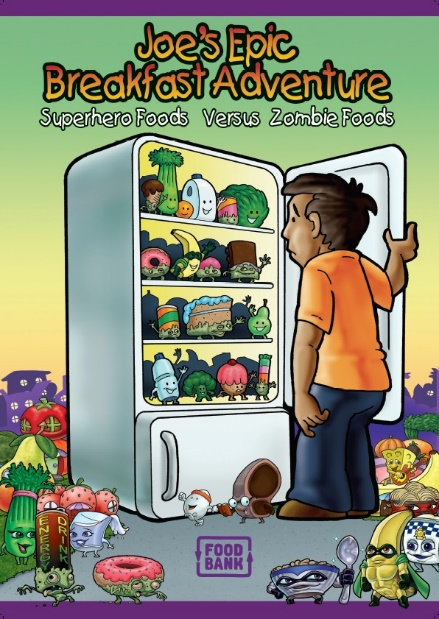 Joe's Epic
Breakfast Adventure
Superhero Foods Versus Zombie Foods
ENERGY
DRINK
FOOD
BANK